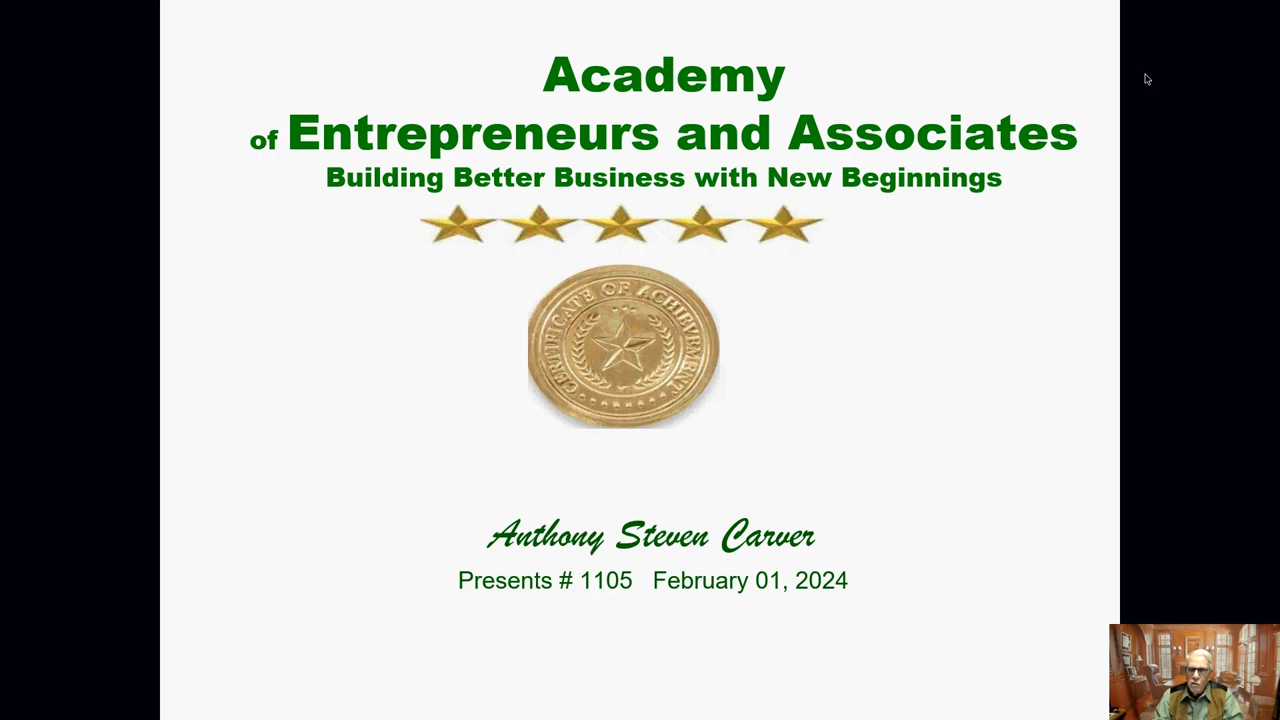 Academy
of Entrepreneurs and Associates
Building Better Business with New Beginnings
CERTIFICATE OF ACHIEVEMENT
Anthony Steven Carver
Presents # 1105 February 01, 2024